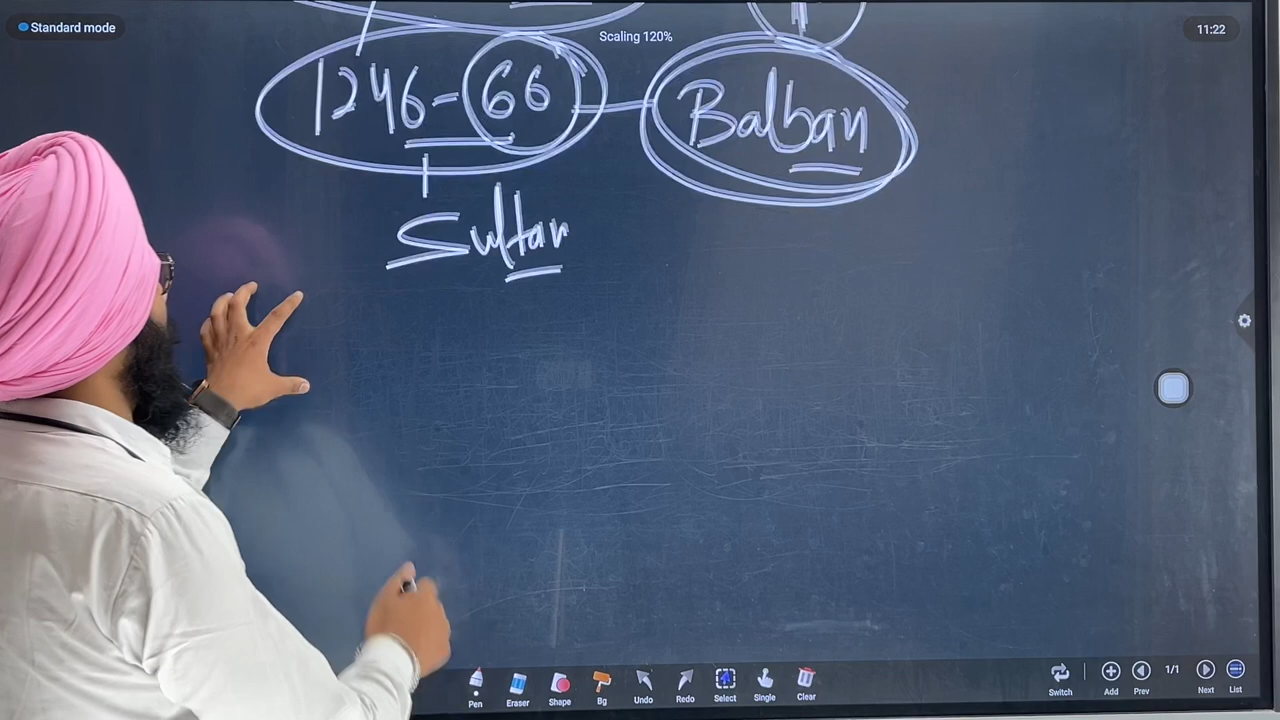 Standard mode
Scaling 120%
11:22
1246-66 Balban
Sultan
Pen Eraser Shape Bg Undo Redo Select Single Clear
Switch Add Prev 1/1 Next List